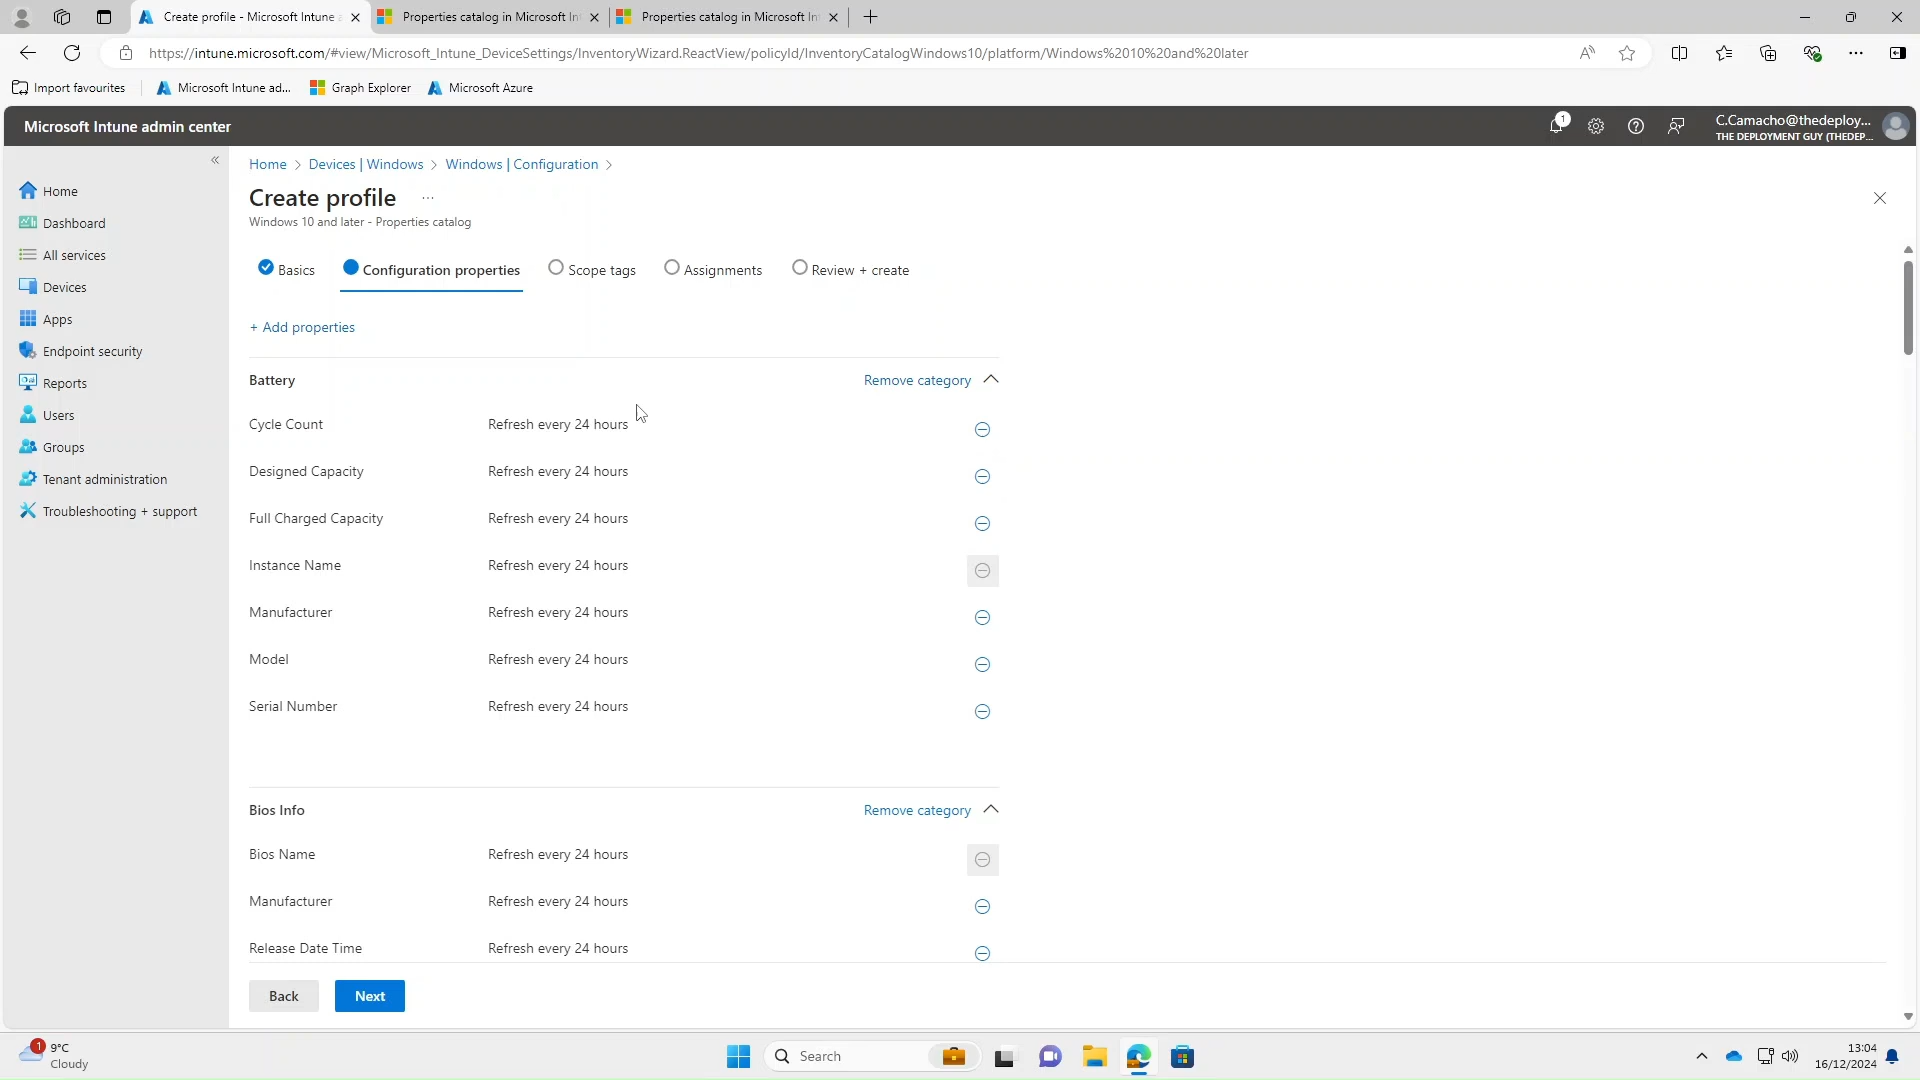 Create profile - Microsoft Intune a
Properties catalog in Microsoft In
Properties catalog in Microsoft In
https://intune.microsoft.com/#view/Microsoft_Intune_DeviceSettings/InventoryWizard.ReactView/policyId/InventoryCatalogWindows10/platform/Windows%2010%20and%20later
Import favourites
Microsoft Intune ad...
Graph Explorer
Microsoft Azure
Microsoft Intune admin center
1
C.Camacho@thedeploy...
THE DEPLOYMENT GUY (THEDEP...
«
Home > Devices | Windows > Windows | Configuration >
Home
Dashboard
All services
Devices
Apps
Endpoint security
Reports
Users
Groups
Tenant administration
Troubleshooting + support
Create profile ...
Windows 10 and later - Properties catalog
Basics
Configuration properties
Scope tags
Assignments
Review + create
+ Add properties
Battery Remove category
Cycle Count Refresh every 24 hours
Designed Capacity Refresh every 24 hours
Full Charged Capacity Refresh every 24 hours
Instance Name Refresh every 24 hours
Manufacturer Refresh every 24 hours
Model Refresh every 24 hours
Serial Number Refresh every 24 hours
Bios Info Remove category
Bios Name Refresh every 24 hours
Manufacturer Refresh every 24 hours
Release Date Time Refresh every 24 hours
Back
Next
1
9°C
Cloudy
Search
13:04
16/12/2024